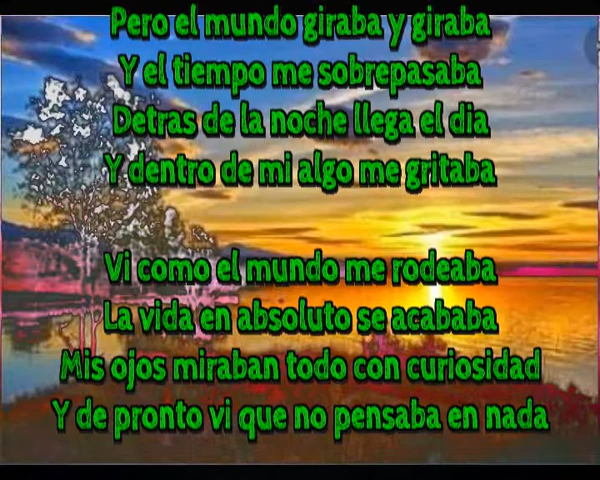 Pero el mundo giraba y giraba
Y el tiempo me sobrepasaba
Detras de la noche llega el dia
Y dentro de mi algo me gritaba
Vi como el mundo me rodeaba
La vida en absoluto se acababa
Mis ojos miraban todo con curiosidad
Y de pronto vi que no pensaba en nada